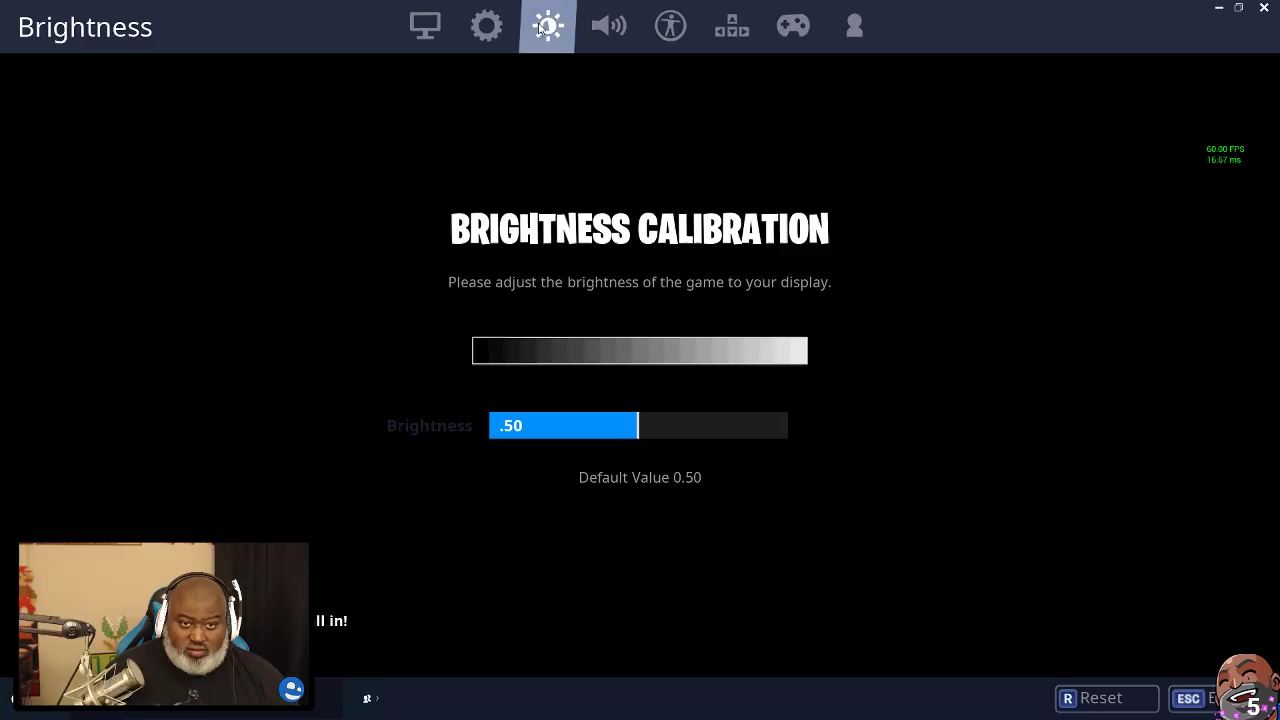 Brightness
60.00 FPS
16.67 ms
BRIGHTNESS CALIBRATION
Please adjust the brightness of the game to your display.
Brightness
.50
Default Value 0.50
ll in!
R Reset
ESC
5